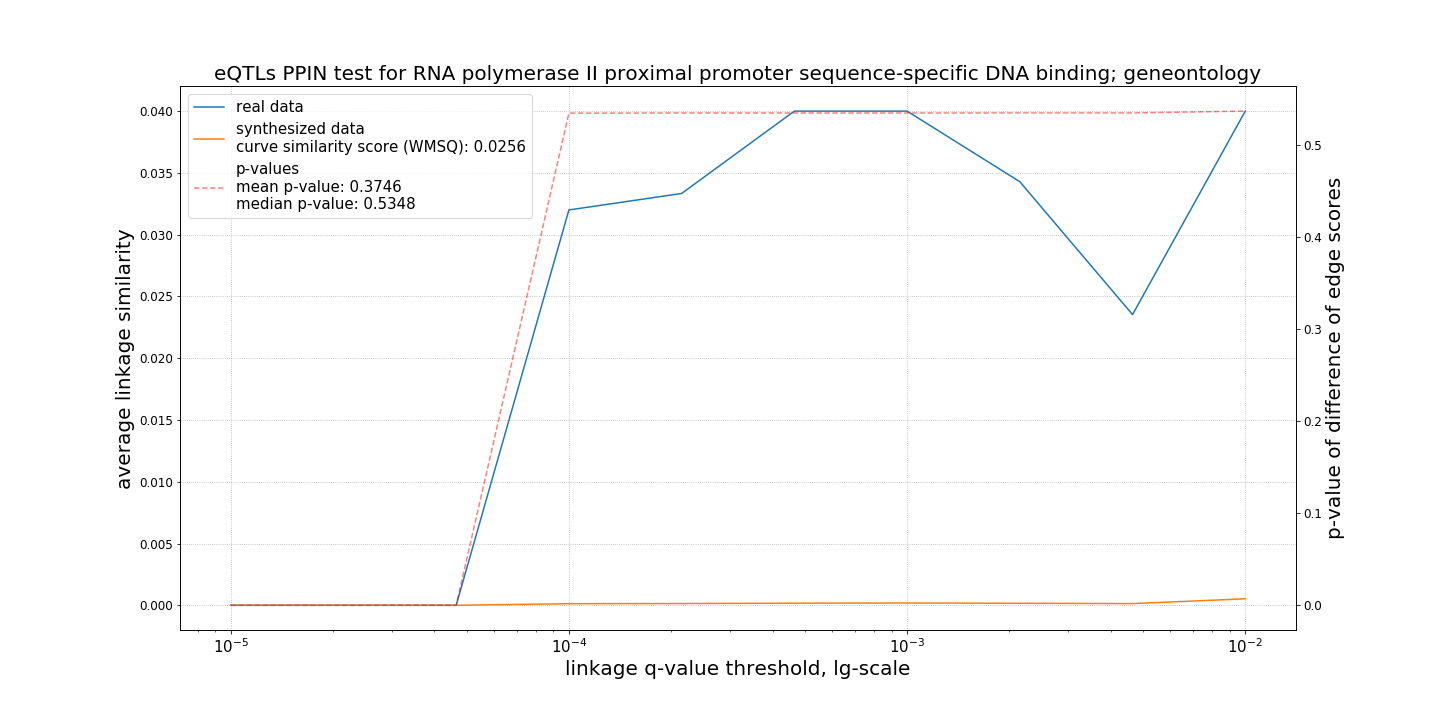 eQTLs PPIN test for RNA polymerase II proximal promoter sequence-specific DNA binding; geneontology
real data
synthesized data
curve similarity score (WMSQ): 0.0256
p-values
mean p-value: 0.3746
median p-value: 0.5348
average linkage similarity
0.040
0.035
0.030
0.025
0.020
0.015
0.010
0.005
0.000
0.5
0.4
0.3
0.2
0.1
0.0
p-value of difference of edge scores
10⁻⁵
10⁻⁴
10⁻³
10⁻²
linkage q-value threshold, lg-scale